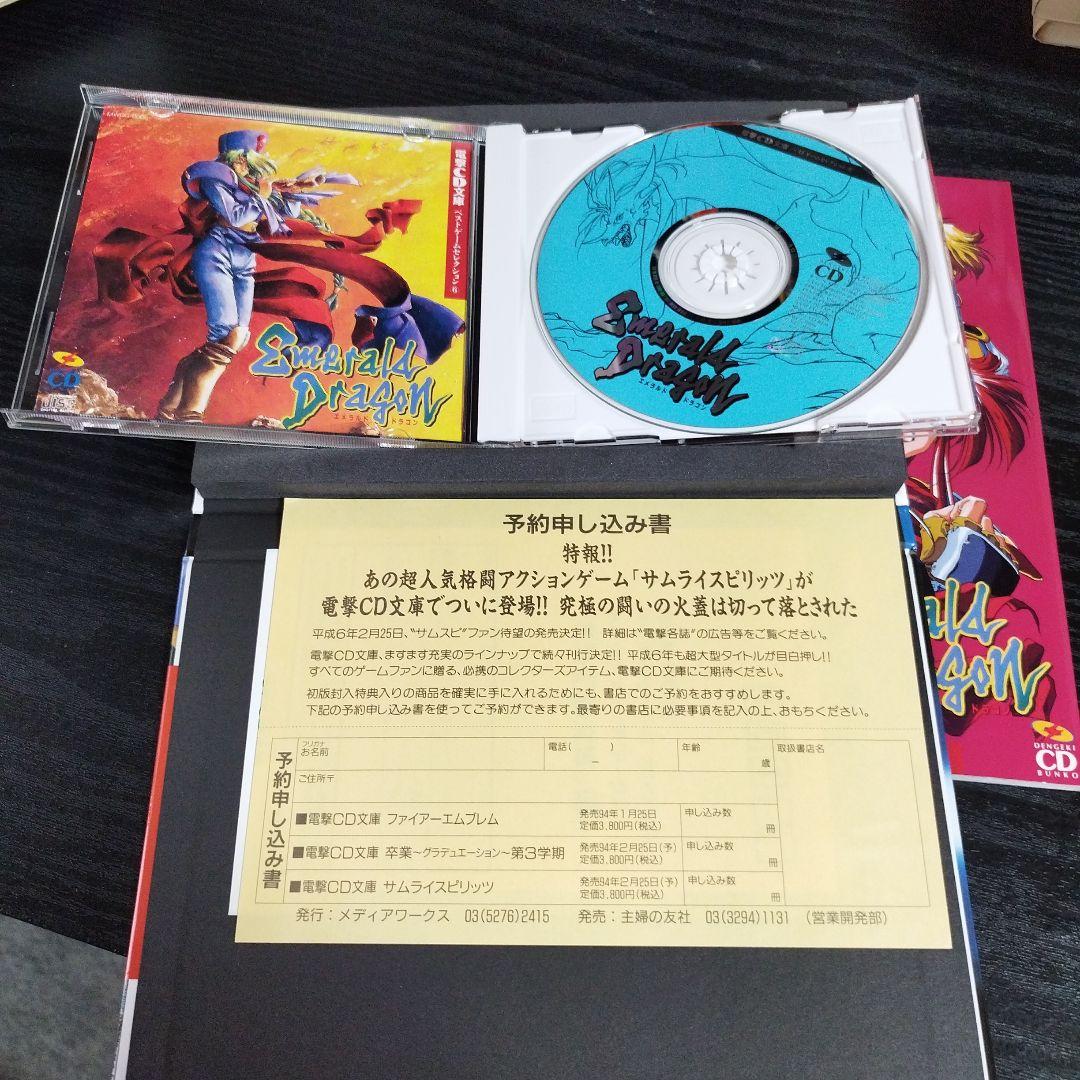 電撃CD文庫 ベストゲームセレクション 6
Emerald
Dragon
エメラルド ドラゴン
CD
CD
Emerald
Dragon
エメラルド ドラゴン
予約申し込み書
特報!!
あの超人気格闘アクションゲーム「サムライスピリッツ」が
電撃CD文庫でついに登場!! 究極の闘いの火蓋は切って落とされた
平成6年2月25日、“サムスピ”ファン待望の発売決定!! 詳細は“電撃各誌”の広告等をご覧ください。
電撃CD文庫、ますます充実のラインナップで続々刊行決定!! 平成6年も超大型タイトルが目白押し!!
すべてのゲームファンに贈る、必携のコレクターズアイテム、電撃CD文庫にご期待ください。
初版封入特典入りの商品を確実に手に入れるためにも、書店でのご予約をおすすめします。
下記の予約申し込み書を使ってご予約ができます。最寄りの書店に必要事項を記入の上、おもちください。
予約申し込み書
フリガナ
お名前 電話( ) − 年齢 歳 取扱書店名
ご住所〒
■電撃CD文庫 ファイアーエムブレム 発売94年1月25日 定価3,800円(税込) 申し込み数 冊
■電撃CD文庫 卒業〜グラデュエーション〜第3学期 発売94年2月25日(予) 定価3,800円(税込) 申し込み数 冊
■電撃CD文庫 サムライスピリッツ 発売94年2月25日(予) 定価3,800円(税込) 申し込み数 冊
発行：メディアワークス 03(5276)2415 発売：主婦の友社 03(3294)1131 (営業開発部)
ald
gon
ドラゴン
DENGEKI
CD
BUNKO